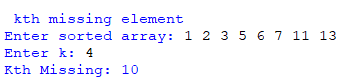 kth missing element
Enter sorted array: 1 2 3 5 6 7 11 13
Enter k: 4
Kth Missing: 10